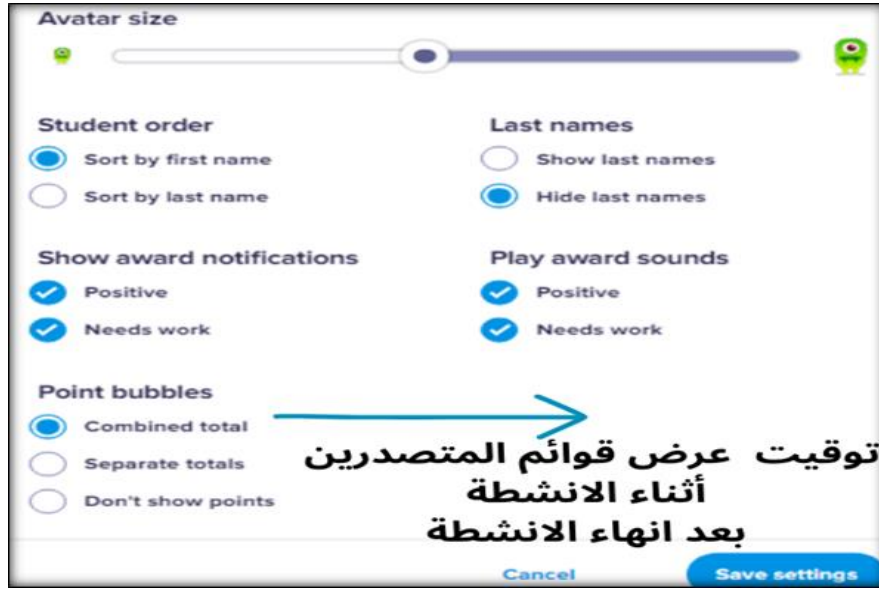 Avatar size
Student order
Sort by first name
Sort by last name
Last names
Show last names
Hide last names
Show award notifications
Positive
Needs work
Play award sounds
Positive
Needs work
Point bubbles
Combined total
Separate totals
Don't show points
توقيت عرض قوائم المتصدرين
أثناء الانشطة
بعد انهاء الانشطة
Cancel
Save settings